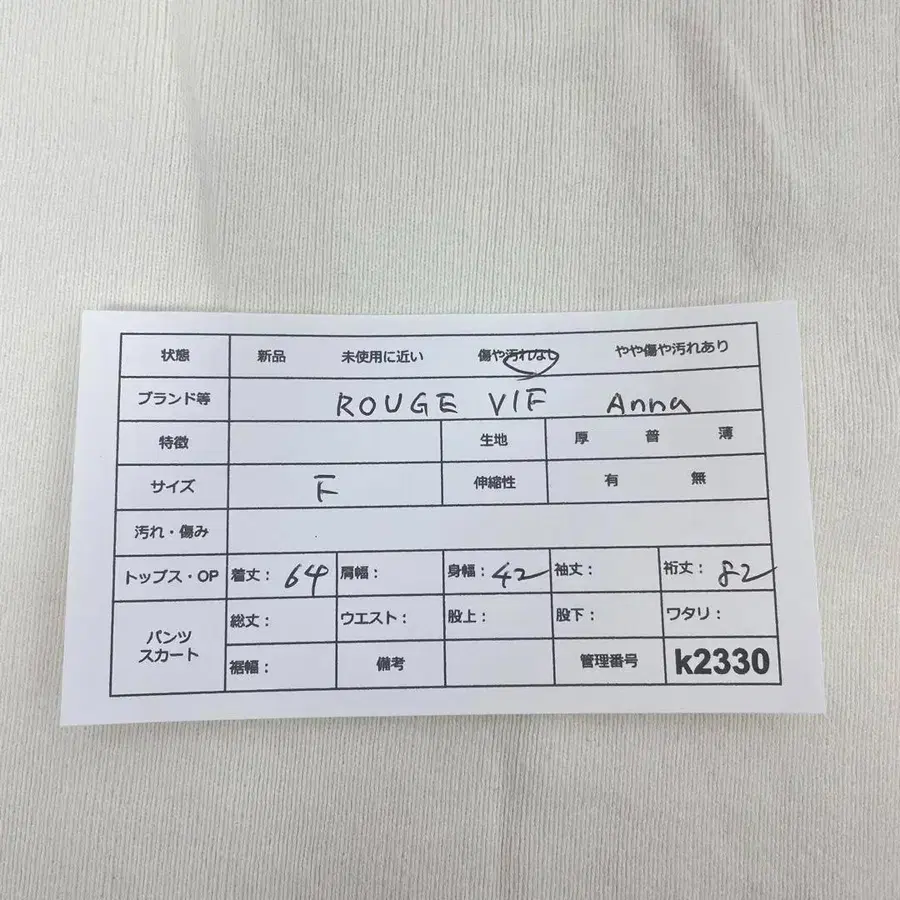 状態 新品 未使用に近い 傷や汚れなし やや傷や汚れあり
ブランド等 ROUGE VIF Anna
特徴 生地 厚 普 薄
サイズ F 伸縮性 有 無
汚れ・傷み
トップス・OP 着丈: 64 肩幅: 身幅: 42 袖丈: 裄丈: 82
パンツ スカート 総丈: ウエスト: 股上: 股下: ワタリ:
裾幅: 備考 管理番号 k2330